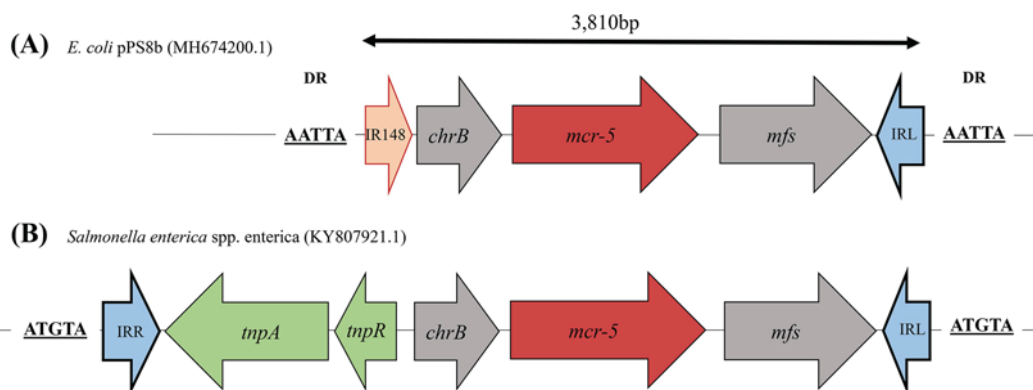 3,810bp
(A) E. coli pPS8b (MH674200.1)
DR DR
AATTA IR148 chrB mcr-5 mfs IRL AATTA
(B) Salmonella enterica spp. enterica (KY807921.1)
ATGTA IRR tnpA tnpR chrB mcr-5 mfs IRL ATGTA